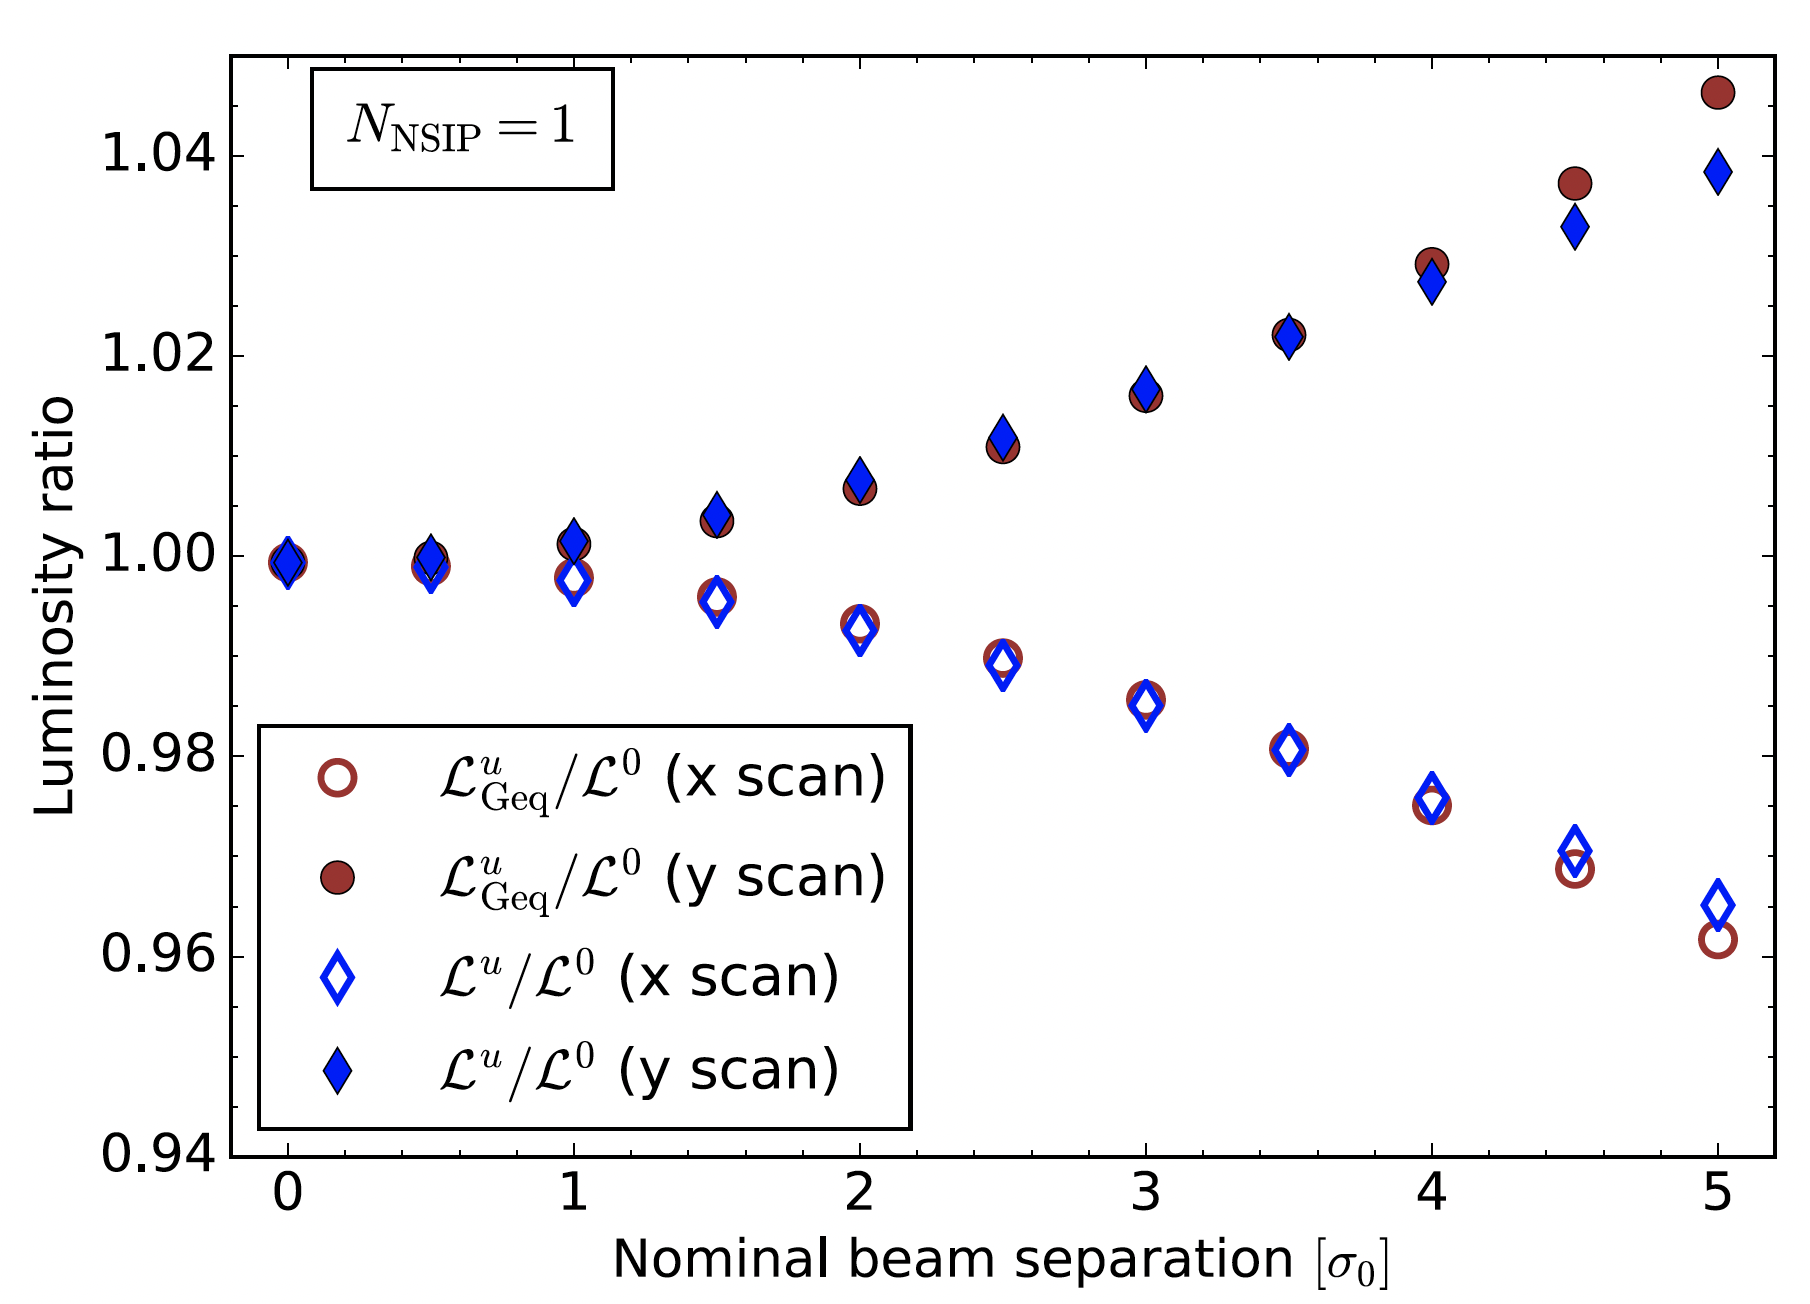 N_NSIP = 1
1.04
1.02
1.00
0.98
0.96
0.94
Luminosity ratio
ℒ^u_Geq/ℒ^0 (x scan)
ℒ^u_Geq/ℒ^0 (y scan)
ℒ^u/ℒ^0 (x scan)
ℒ^u/ℒ^0 (y scan)
0 1 2 3 4 5
Nominal beam separation [σ_0]